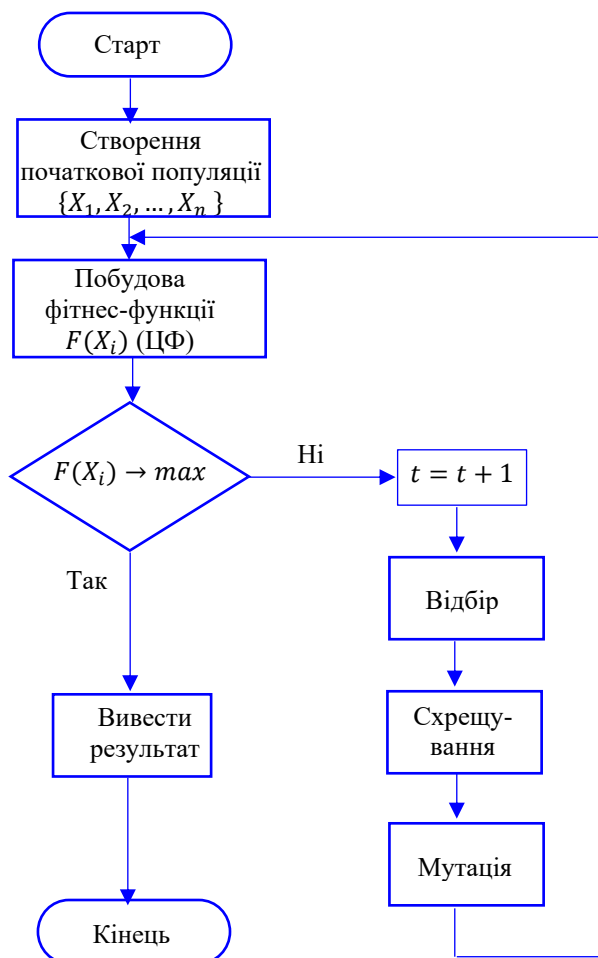 Старт
Створення
початкової популяції
{X₁, X₂, … , Xₙ }
Побудова
фітнес-функції
F(Xᵢ) (ЦФ)
F(Xᵢ) → max
Ні
t = t + 1
Так
Відбір
Вивести
результат
Схрещу-
вання
Мутація
Кінець